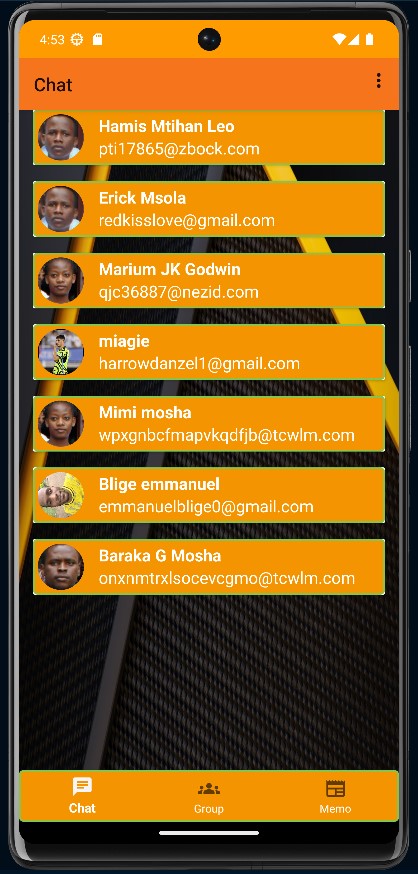 4:53
Chat
Hamis Mtihan Leo
pti17865@zbock.com
Erick Msola
redkisslove@gmail.com
Marium JK Godwin
qjc36887@nezid.com
miagie
harrowdanzel1@gmail.com
Mimi mosha
wpxgnbcfmapvkqdfjb@tcwlm.com
Blige emmanuel
emmanuelblige0@gmail.com
Baraka G Mosha
onxnmtrxlsocevcgmo@tcwlm.com
Chat Group Memo